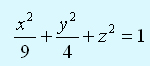 x²/9 + y²/4 + z² = 1